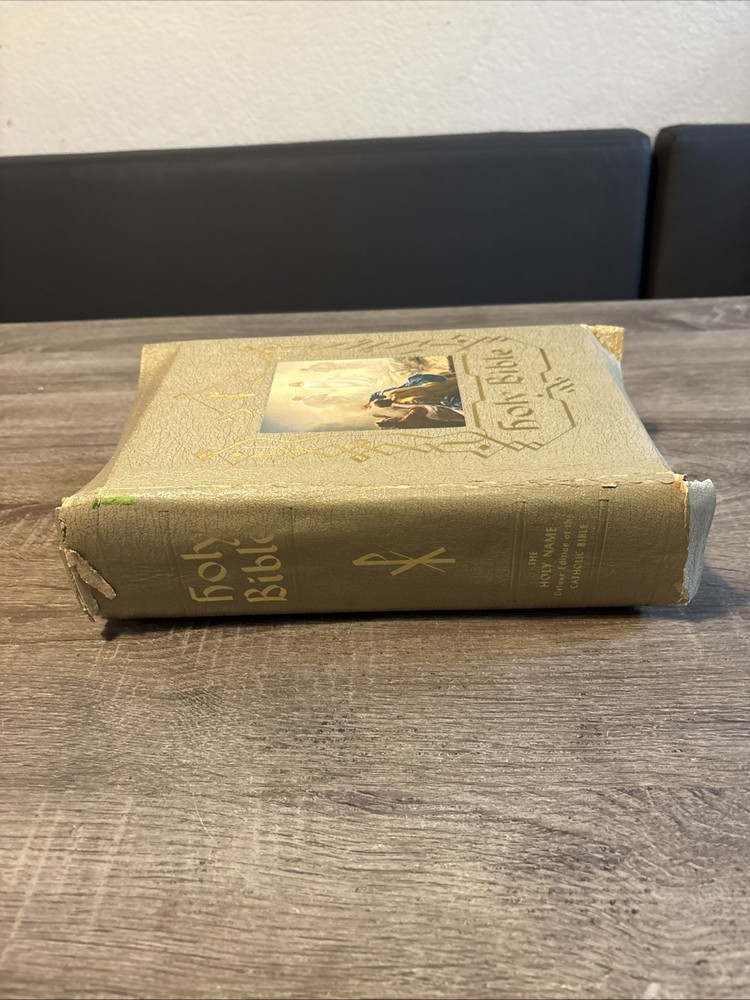 Holy Bible
Holy
Bible
THE
HOLY NAME
Deluxe Edition of the
CATHOLIC BIBLE